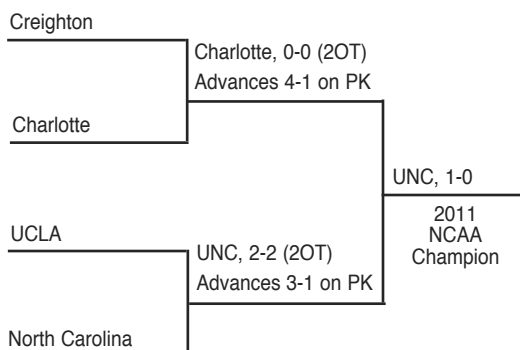 Creighton
Charlotte, 0-0 (2OT)
Advances 4-1 on PK
Charlotte
UNC, 1-0
2011
NCAA
Champion
UCLA
UNC, 2-2 (2OT)
Advances 3-1 on PK
North Carolina